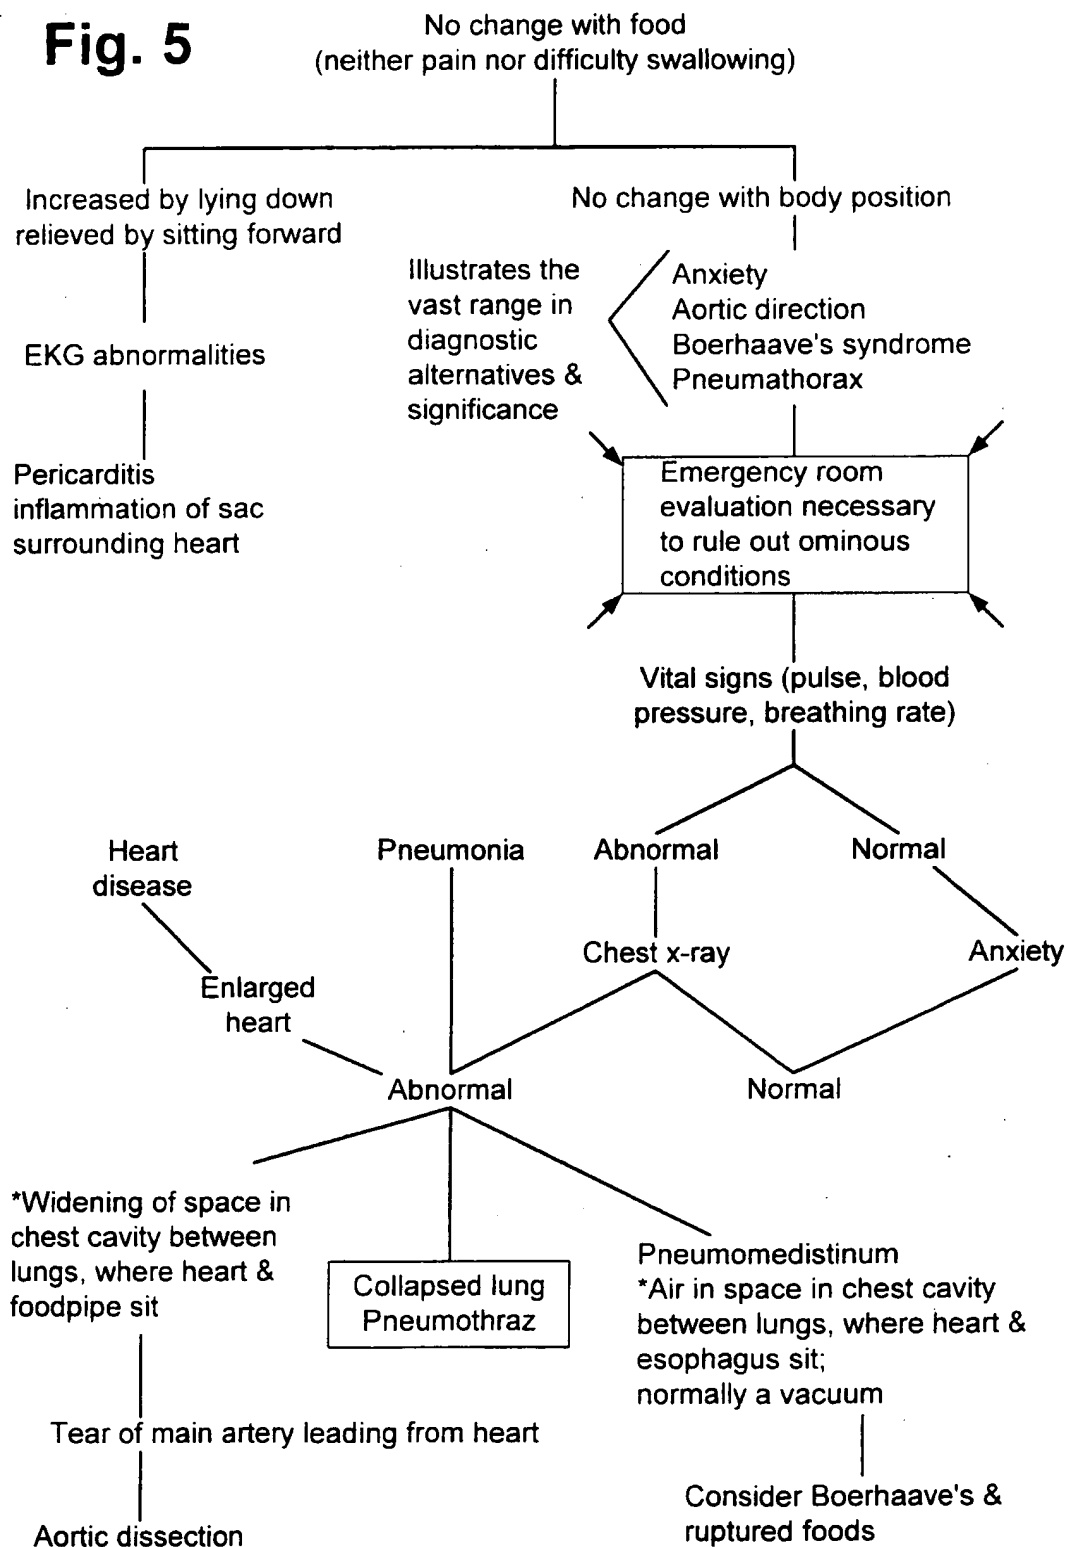 Fig. 5
No change with food
(neither pain nor difficulty swallowing)
Increased by lying down
relieved by sitting forward
EKG abnormalities
Pericarditis
inflammation of sac
surrounding heart
No change with body position
Illustrates the
vast range in
diagnostic
alternatives &
significance
Anxiety
Aortic direction
Boerhaave's syndrome
Pneumathorax
Emergency room
evaluation necessary
to rule out ominous
conditions
Vital signs (pulse, blood
pressure, breathing rate)
Heart
disease
Pneumonia
Abnormal
Normal
Chest x-ray
Anxiety
Enlarged
heart
Abnormal
Normal
*Widening of space in
chest cavity between
lungs, where heart &
foodpipe sit
Collapsed lung
Pneumothraz
Pneumomedistinum
*Air in space in chest cavity
between lungs, where heart &
esophagus sit;
normally a vacuum
Tear of main artery leading from heart
Aortic dissection
Consider Boerhaave's &
ruptured foods